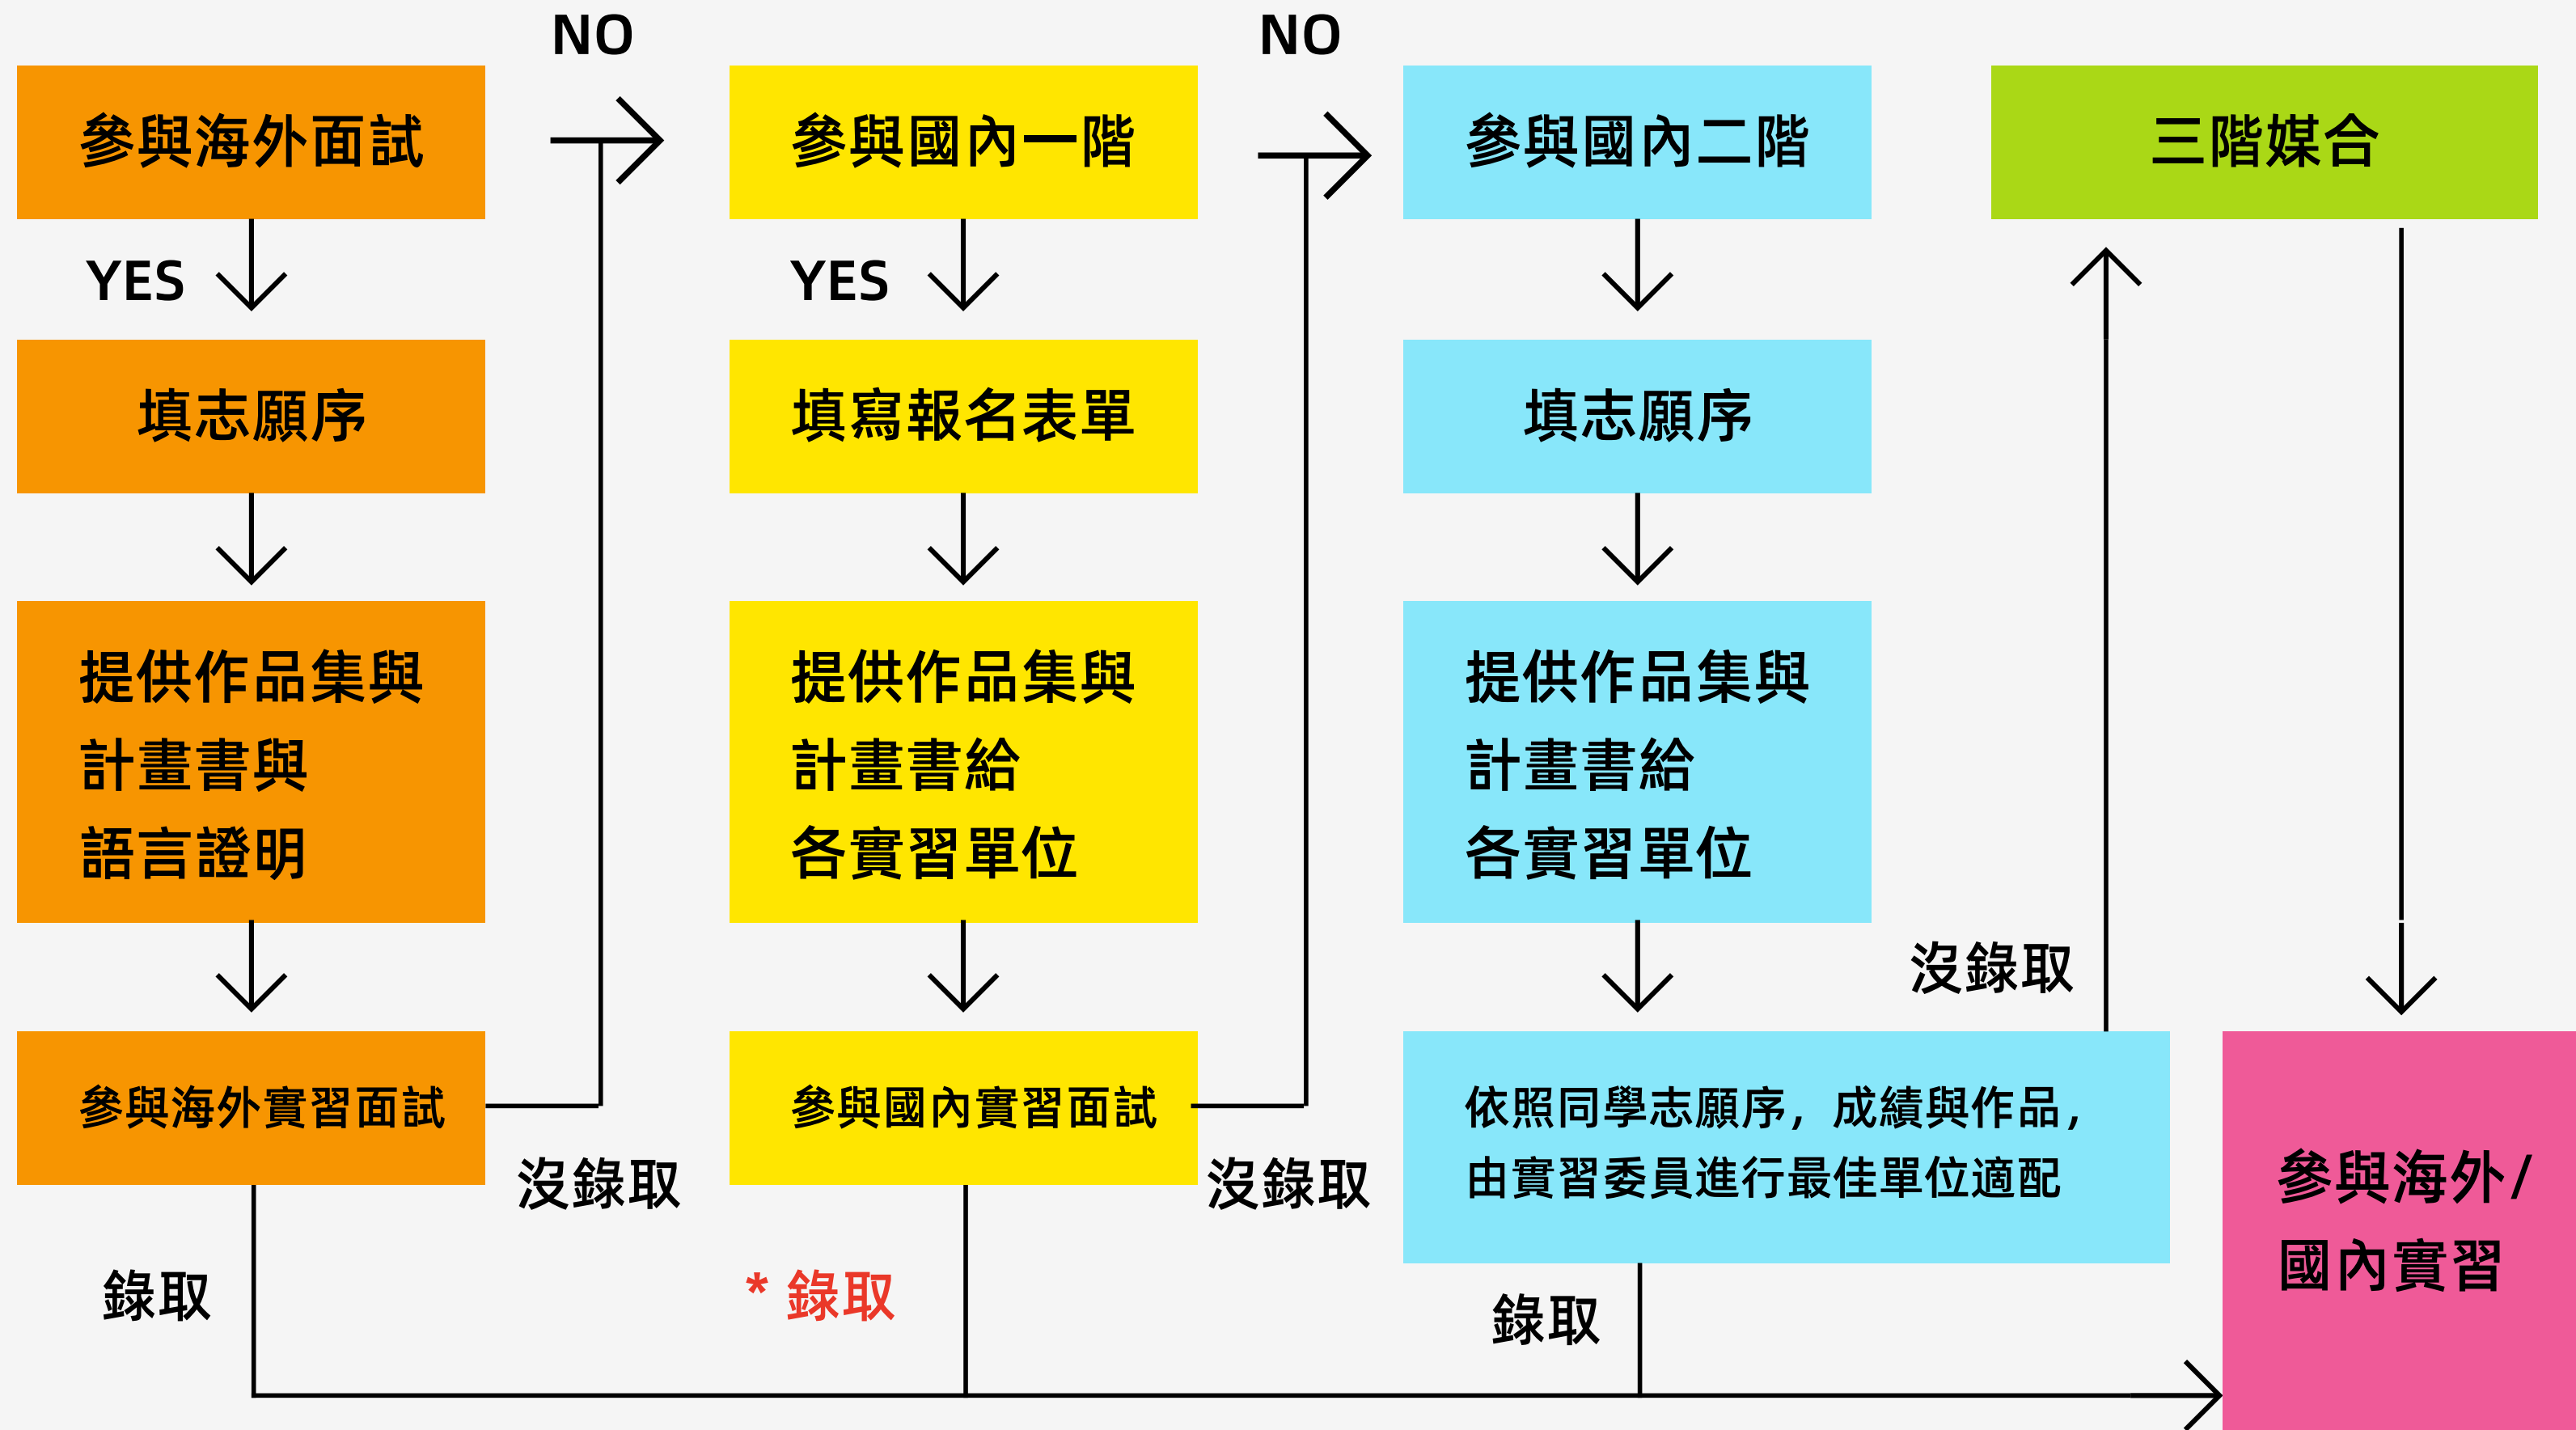 NO
NO
參與海外面試
參與國內一階
參與國內二階
三階媒合
YES
YES
填志願序
填寫報名表單
填志願序
提供作品集與
計畫書與
語言證明
提供作品集與
計畫書給
各實習單位
提供作品集與
計畫書給
各實習單位
沒錄取
參與海外實習面試
參與國內實習面試
依照同學志願序，成績與作品，
由實習委員進行最佳單位適配
沒錄取
沒錄取
參與海外/
國內實習
錄取
* 錄取
錄取